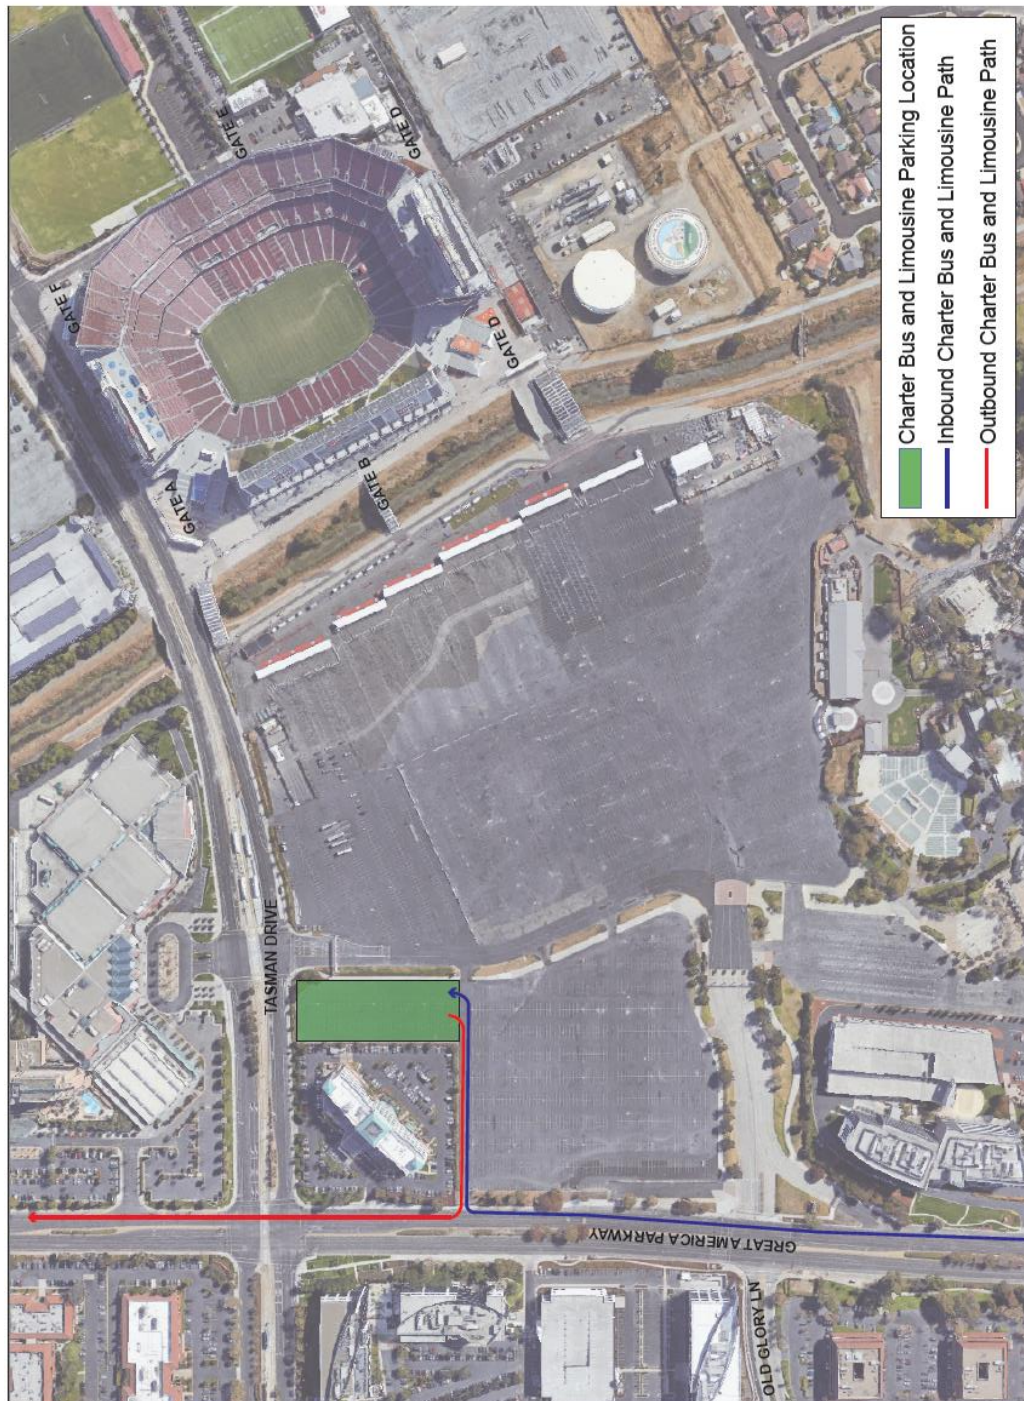 Charter Bus and Limousine Parking Location
Inbound Charter Bus and Limousine Path
Outbound Charter Bus and Limousine Path
GATE F
GATE E
GATE D
GATE A
GATE B
GATE D
TASMAN DRIVE
GREAT AMERICA PARKWAY
OLD GLORY LN